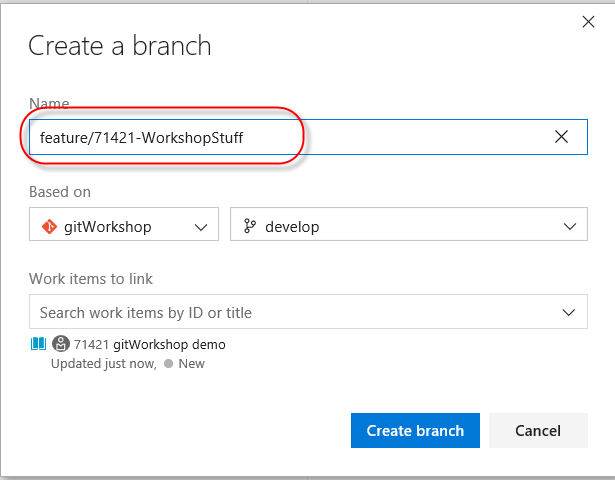 Create a branch
Name
feature/71421-WorkshopStuff
Based on
gitWorkshop
develop
Work items to link
Search work items by ID or title
71421 gitWorkshop demo
Updated just now, New
Create branch
Cancel